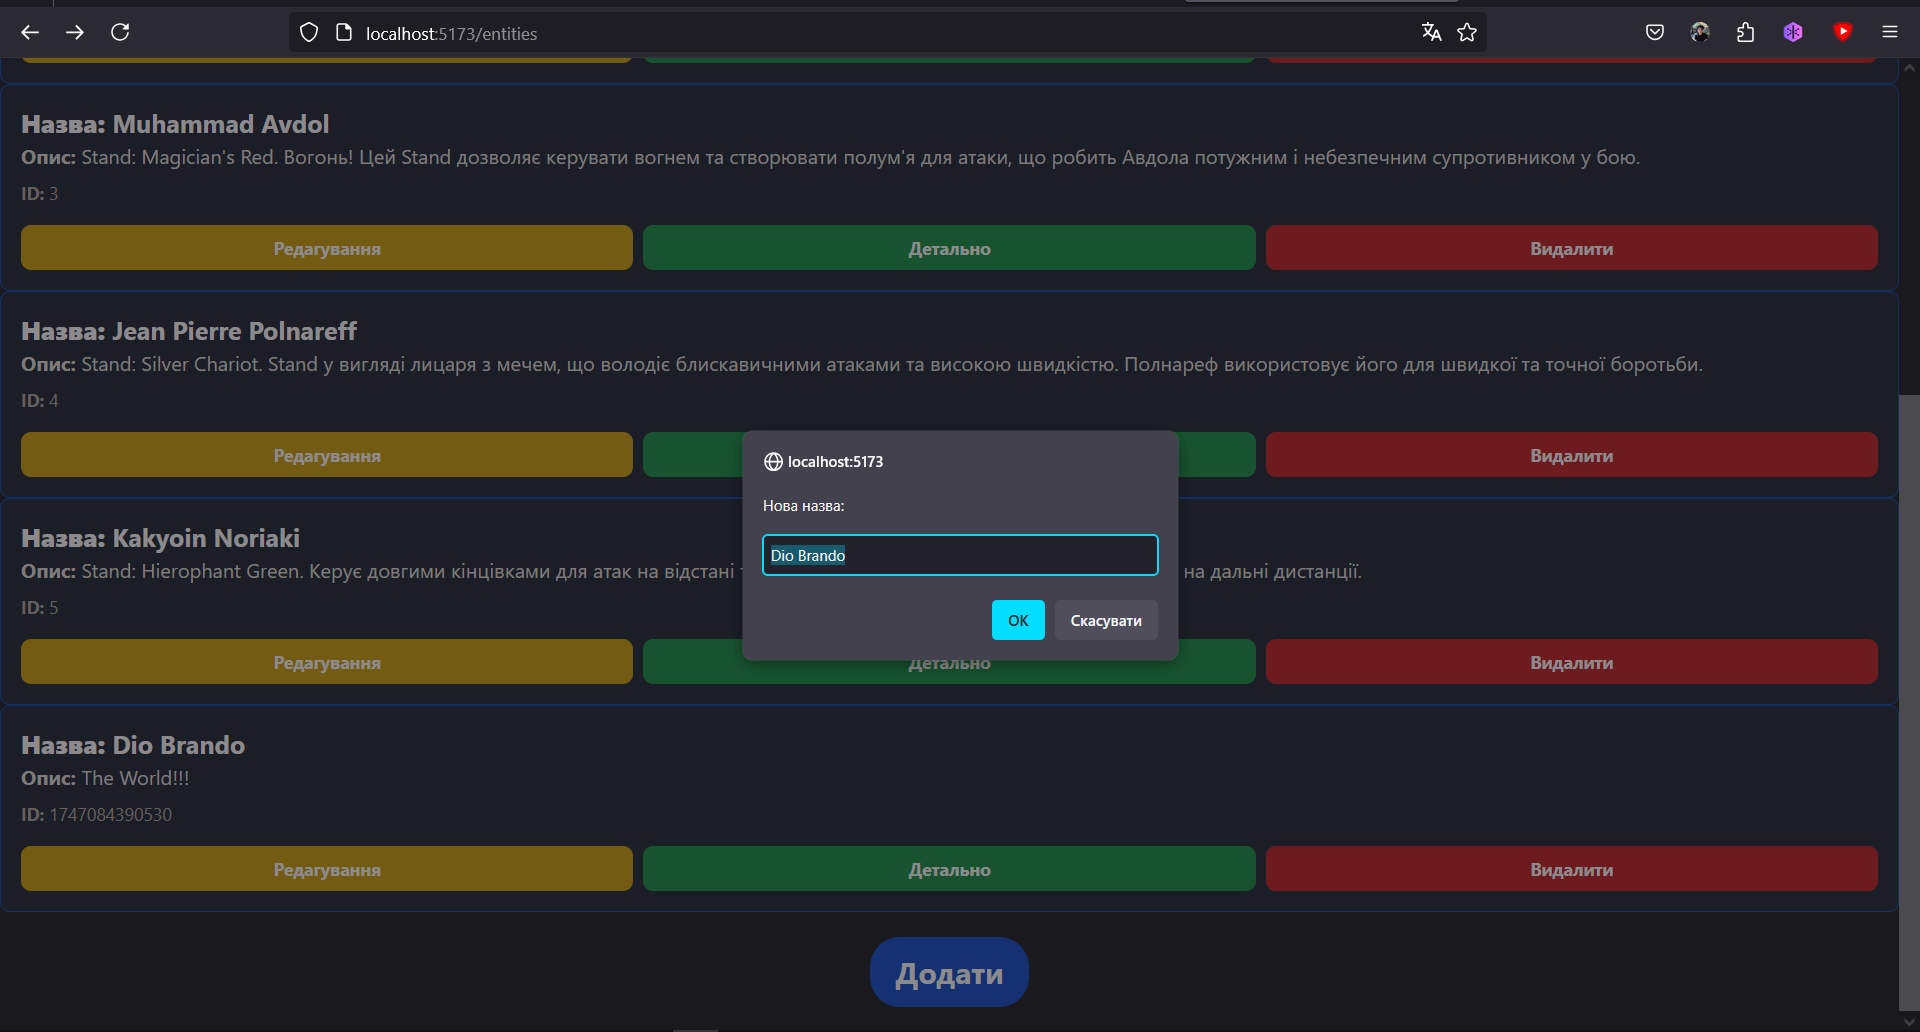 localhost:5173/entities
Назва: Muhammad Avdol
Опис: Stand: Magician's Red. Вогонь! Цей Stand дозволяє керувати вогнем та створювати полум'я для атаки, що робить Авдола потужним і небезпечним супротивником у бою.
ID: 3
Редагування Детально Видалити
Назва: Jean Pierre Polnareff
Опис: Stand: Silver Chariot. Stand у вигляді лицаря з мечем, що володіє блискавичними атаками та високою швидкістю. Полнареф використовує його для швидкої та точної боротьби.
ID: 4
Редагування Видалити
localhost:5173
Нова назва:
Dio Brando
OK Скасувати
Назва: Kakyoin Noriaki
Опис: Stand: Hierophant Green. Керує довгими кінцівками для атак на відстані на дальні дистанції.
ID: 5
Редагування Детально Видалити
Назва: Dio Brando
Опис: The World!!!
ID: 1747084390530
Редагування Детально Видалити
Додати